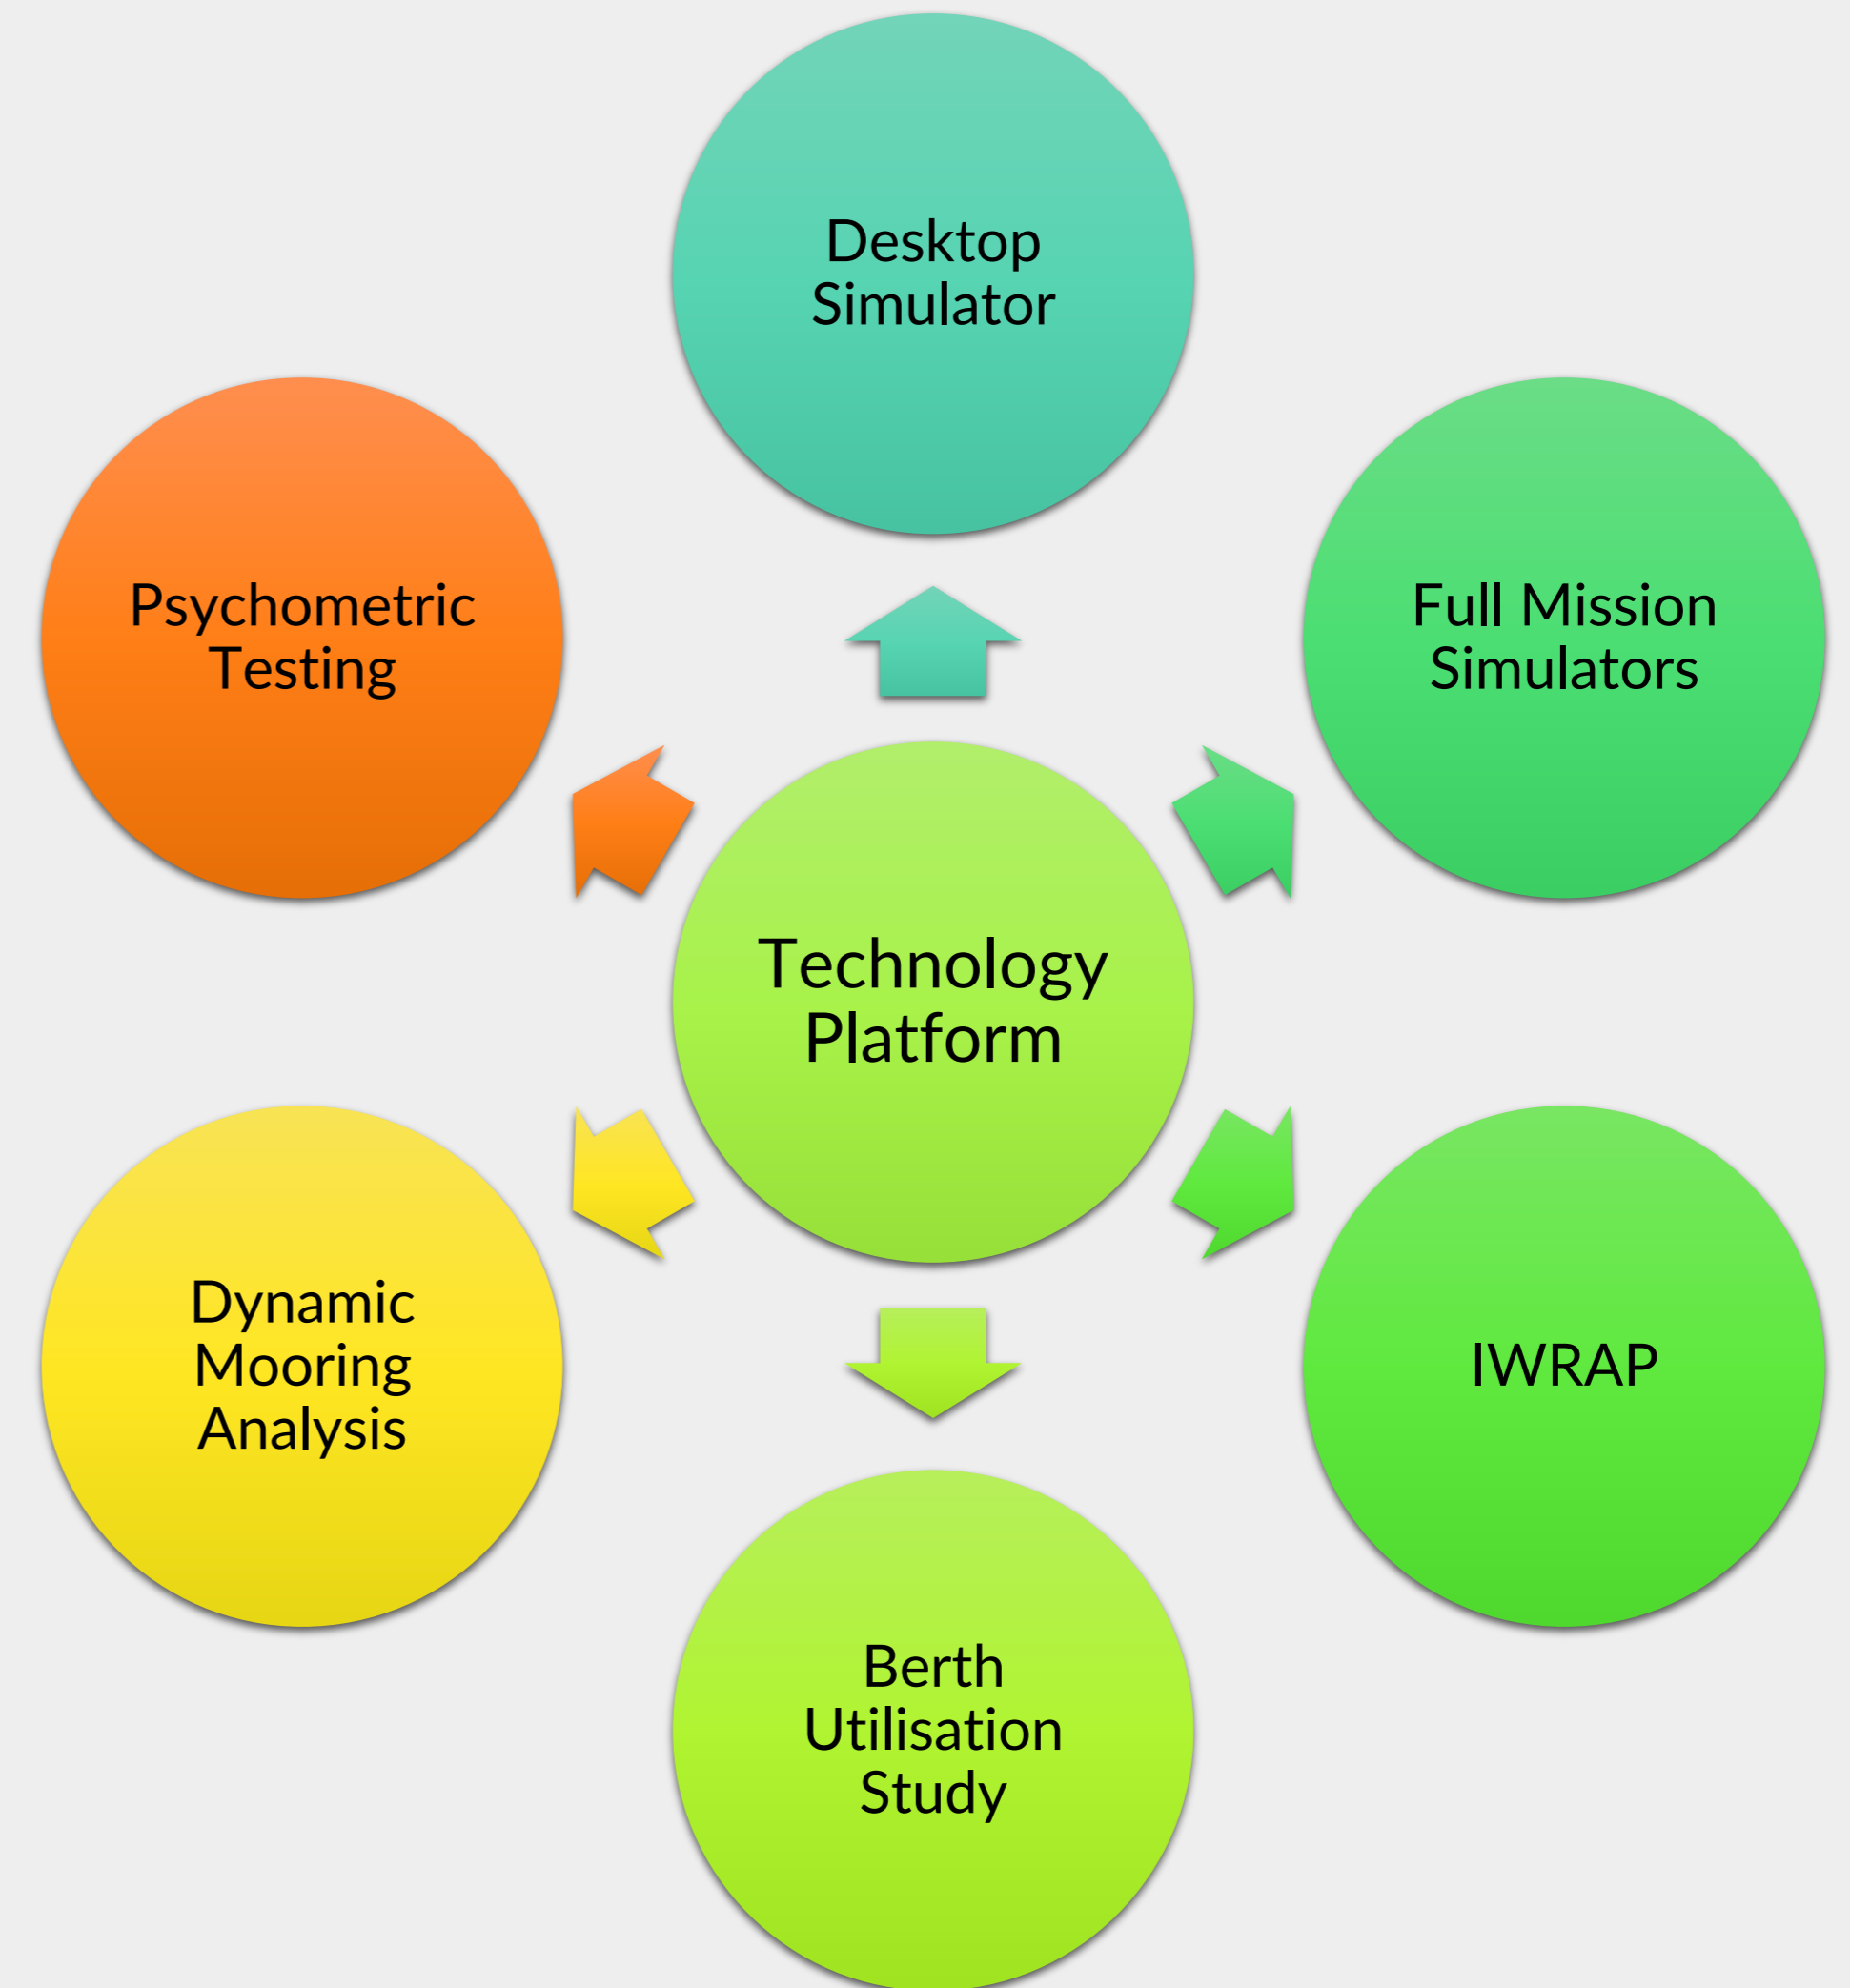 Desktop
Simulator
Full Mission
Simulators
IWRAP
Berth
Utilisation
Study
Dynamic
Mooring
Analysis
Psychometric
Testing
Technology
Platform